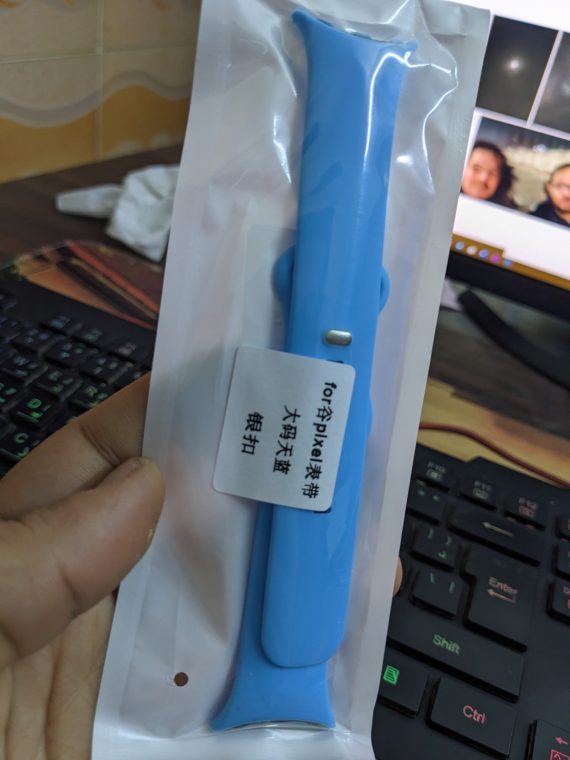 for谷pixel表带
大码天蓝
银扣
Enter
Shift
Ctrl